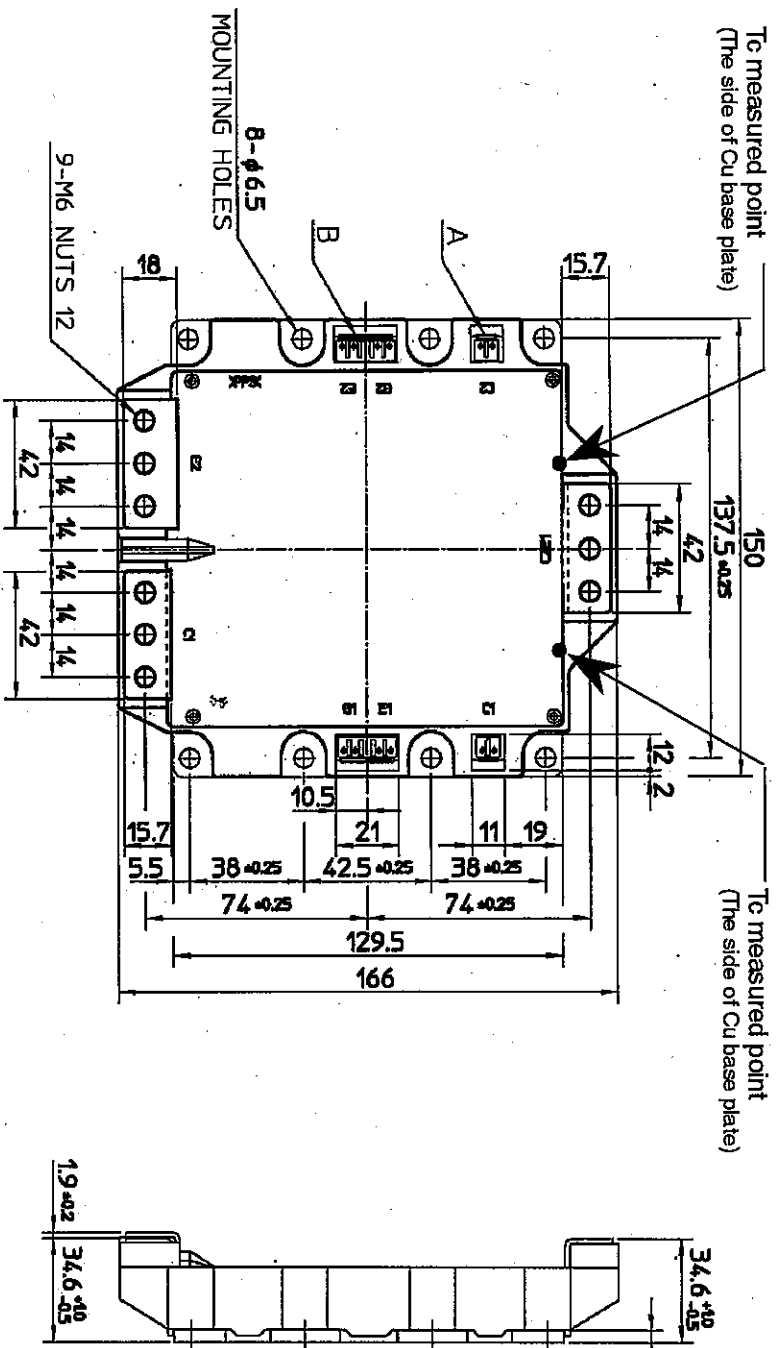 Tc measured point
(The side of Cu base plate)
Tc measured point
(The side of Cu base plate)
8-ϕ6.5
MOUNTING HOLES
9-M6 NUTS 12
A
B
18
15.7
150
137.5 ±0.25
42
14
14
42
14
14
14
14
14
14
42
12
2
10.5
21
11
19
15.7
5.5
38 ±0.25
42.5 ±0.25
38 ±0.25
74 ±0.25
74 ±0.25
129.5
166
G1
E1
C1
E2
1.9 ±0.2
34.6 +1.0 -0.5
34.6 +1.0 -0.5